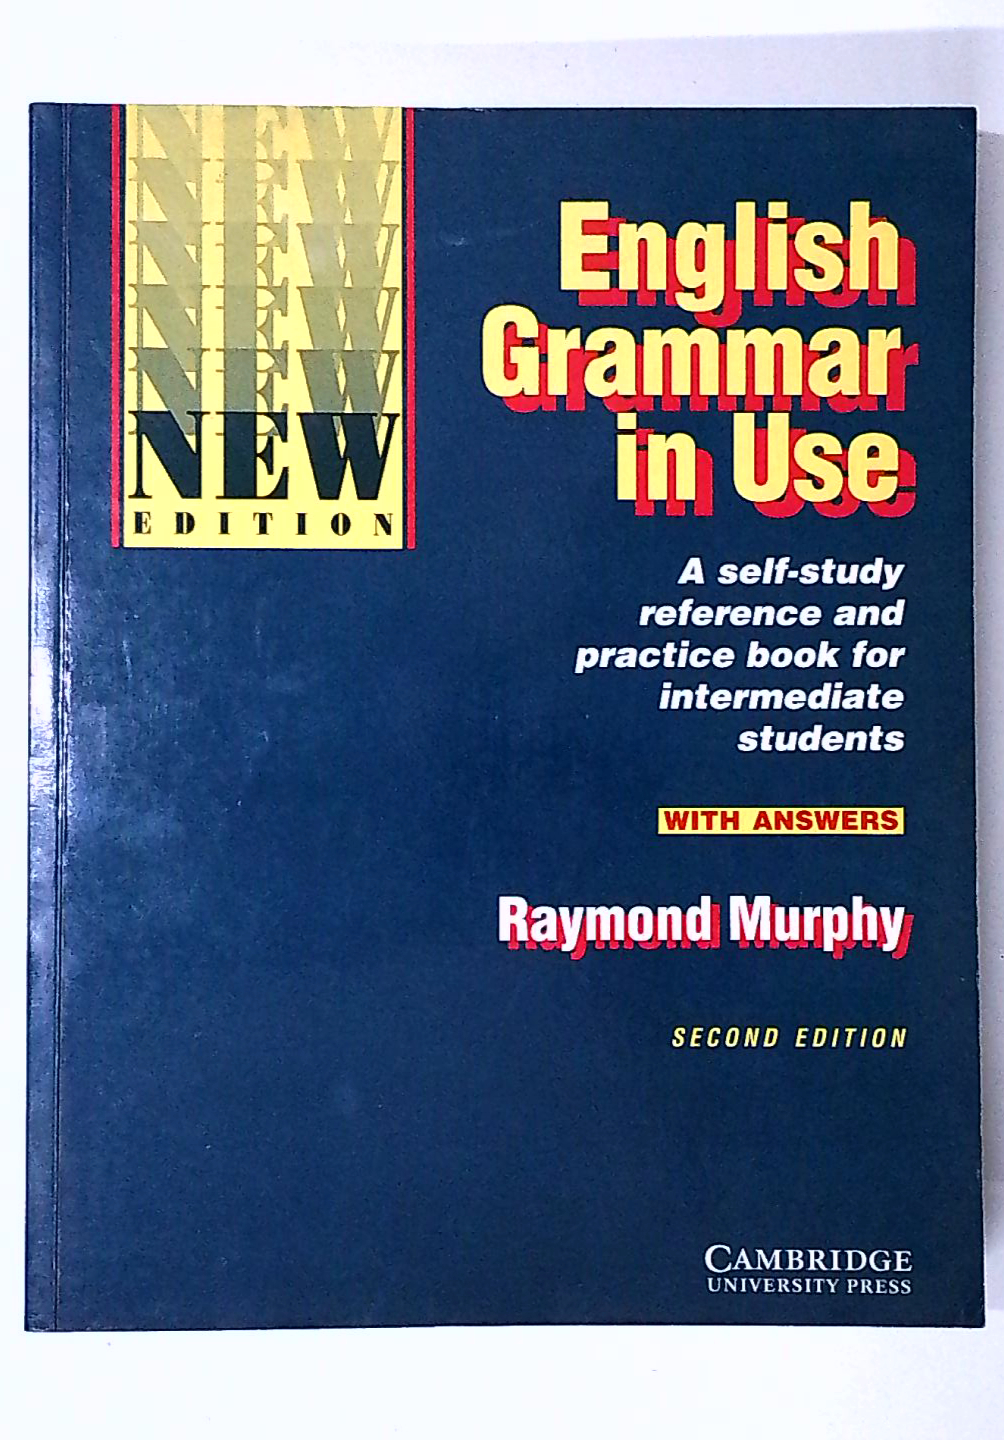 NEW
NEW
NEW
NEW
NEW
NEW
EDITION
English
Grammar
in Use
A self-study
reference and
practice book for
intermediate
students
WITH ANSWERS
Raymond Murphy
SECOND EDITION
CAMBRIDGE
UNIVERSITY PRESS